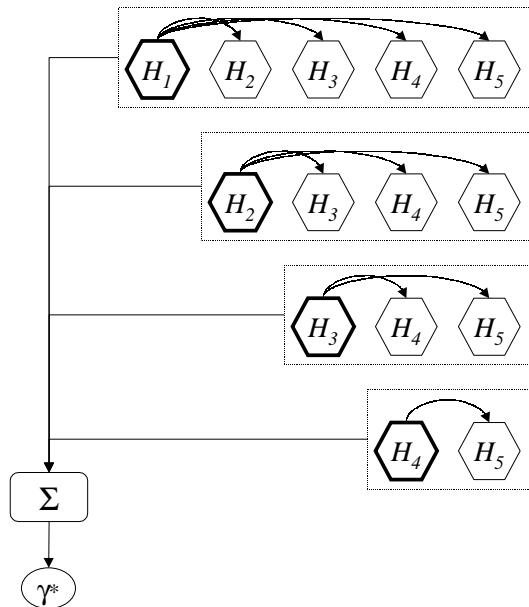 H₁ H₂ H₃ H₄ H₅
H₂ H₃ H₄ H₅
H₃ H₄ H₅
H₄ H₅
Σ
γ*